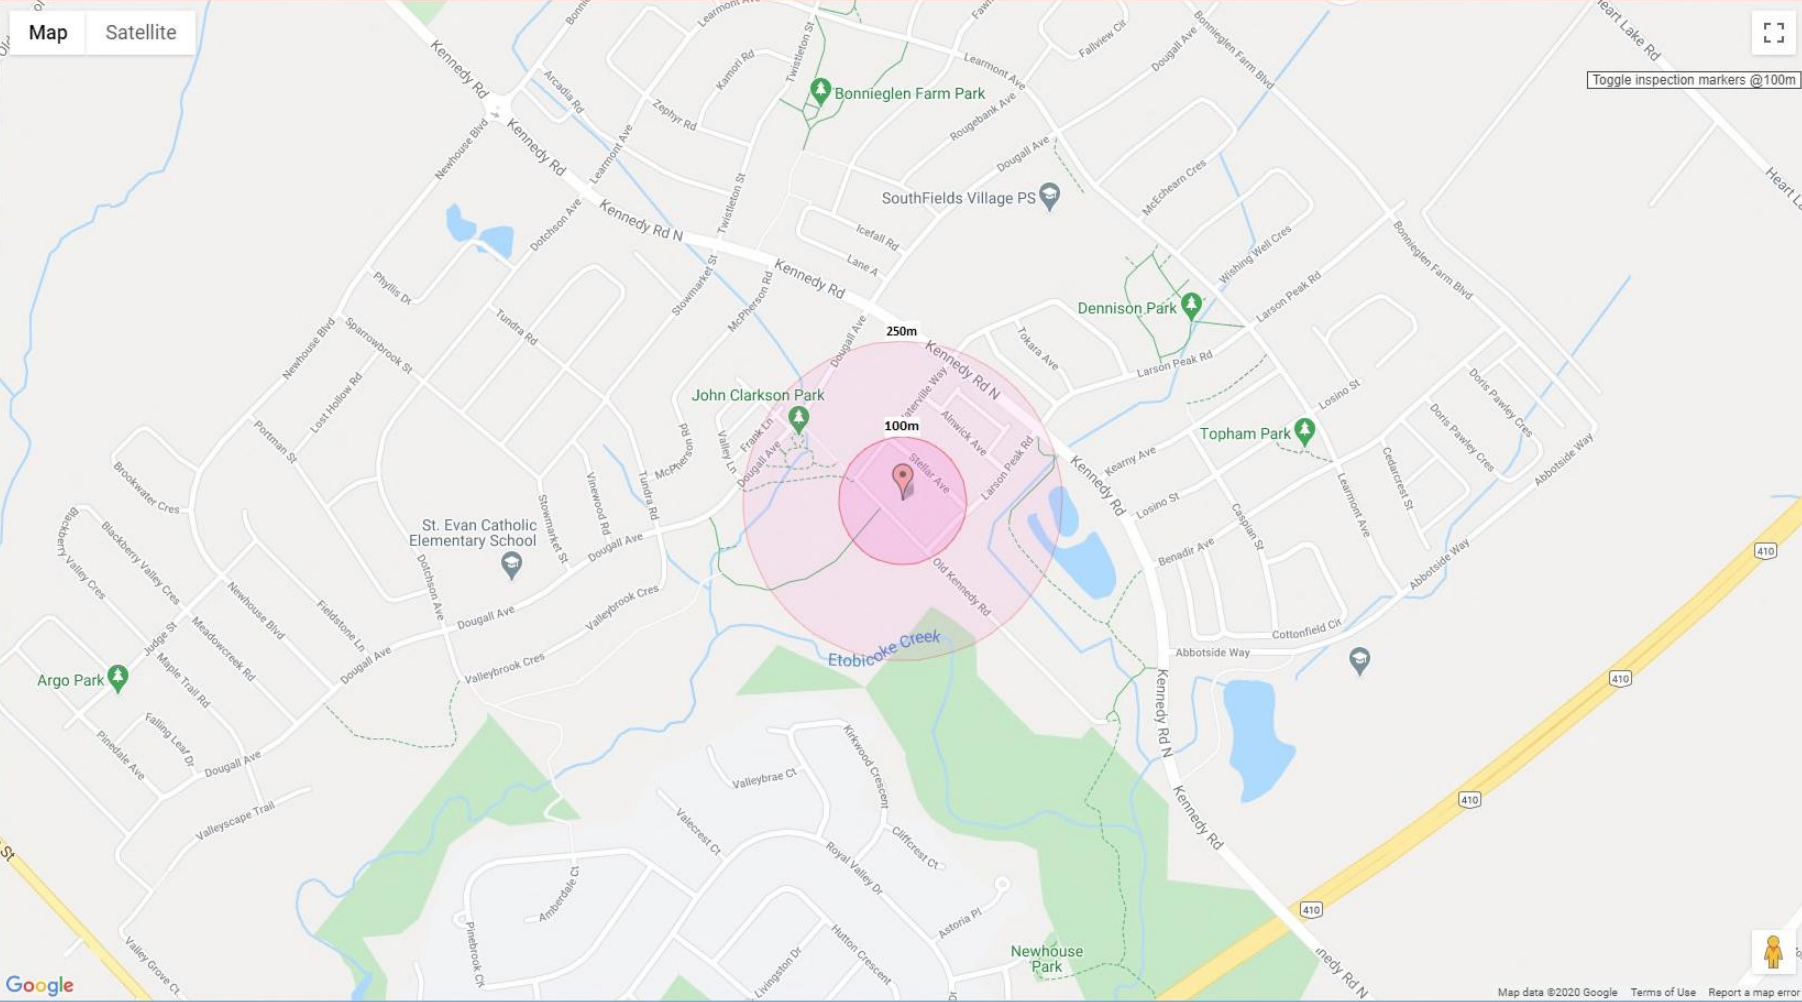 Map
Satellite
Toggle inspection markers @100m
Kennedy Rd
Learmont Ave
Fallview Cir
Dougall Ave
Bonnieglen Farm Blvd
Heart Lake Rd
Twistleton St
Kamori Rd
Learmont Ave
Arcadia Rd
Bonnieglen Farm Park
Zephyr Rd
Rougebank Ave
Newhouse Blvd
Kennedy Rd
Learmont Ave
Dougall Ave
McEchearn Cres
Twistleton St
SouthFields Village PS
Dotchson Ave
Kennedy Rd N
Icefall Rd
Wishing Well Cres
Bonnieglen Farm Blvd
Lane A
Kennedy Rd
Phyllis Dr
Stowmarket St
McPherson Rd
Larson Peak Rd
Dennison Park
Tundra Rd
Newhouse Blvd
Sparrowbrook St
Dougall Ave
250m
Kennedy Rd N
Tokara Ave
Larson Peak Rd
Lost Hollow Rd
John Clarkson Park
Losino St
Doris Pawley Cres
Portman St
McPherson Rd
Valley Ln
Frank Ln
Dougall Ave
100m
Alnwick Ave
Stellar Ave
Larson Peak Rd
Topham Park
Doris Pawley Cres
Abbotside Way
Kearny Ave
Kennedy Rd
Cedarcrest St
Learmont Ave
Brookwater Cres
Tundra Rd
Vinewood Rd
Stowmarket St
Losino St
Caspian St
St. Evan Catholic
Elementary School
Dougall Ave
Benadir Ave
Abbotside Way
410
Blackberry Valley Cres
Blackberry Valley Cres
Dotchson Ave
Old Kennedy Rd
Newhouse Blvd
Fieldstone Ln
Dougall Ave
Valleybrook Cres
Cottonfield Cir
Judge St
Meadowcreek Rd
Etobicoke Creek
Abbotside Way
Argo Park
Maple Trail Rd
Dougall Ave
Valleybrook Cres
410
Kennedy Rd N
Falling Leaf Dr
Pinedale Ave
Dougall Ave
Kirkwood Crescent
Valleybrae Ct
Valleyscape Trail
Valecrest Ct
410
Kennedy Rd
Cliffcrest Ct
Royal Valley Dr
Amberdale Ct
Astoria Pl
410
Pinebrook Ct
Hutton Crescent
Livingston Dr
Newhouse
Park
Valley Grove Ct
Google
Map data ©2020 Google
Terms of Use
Report a map error